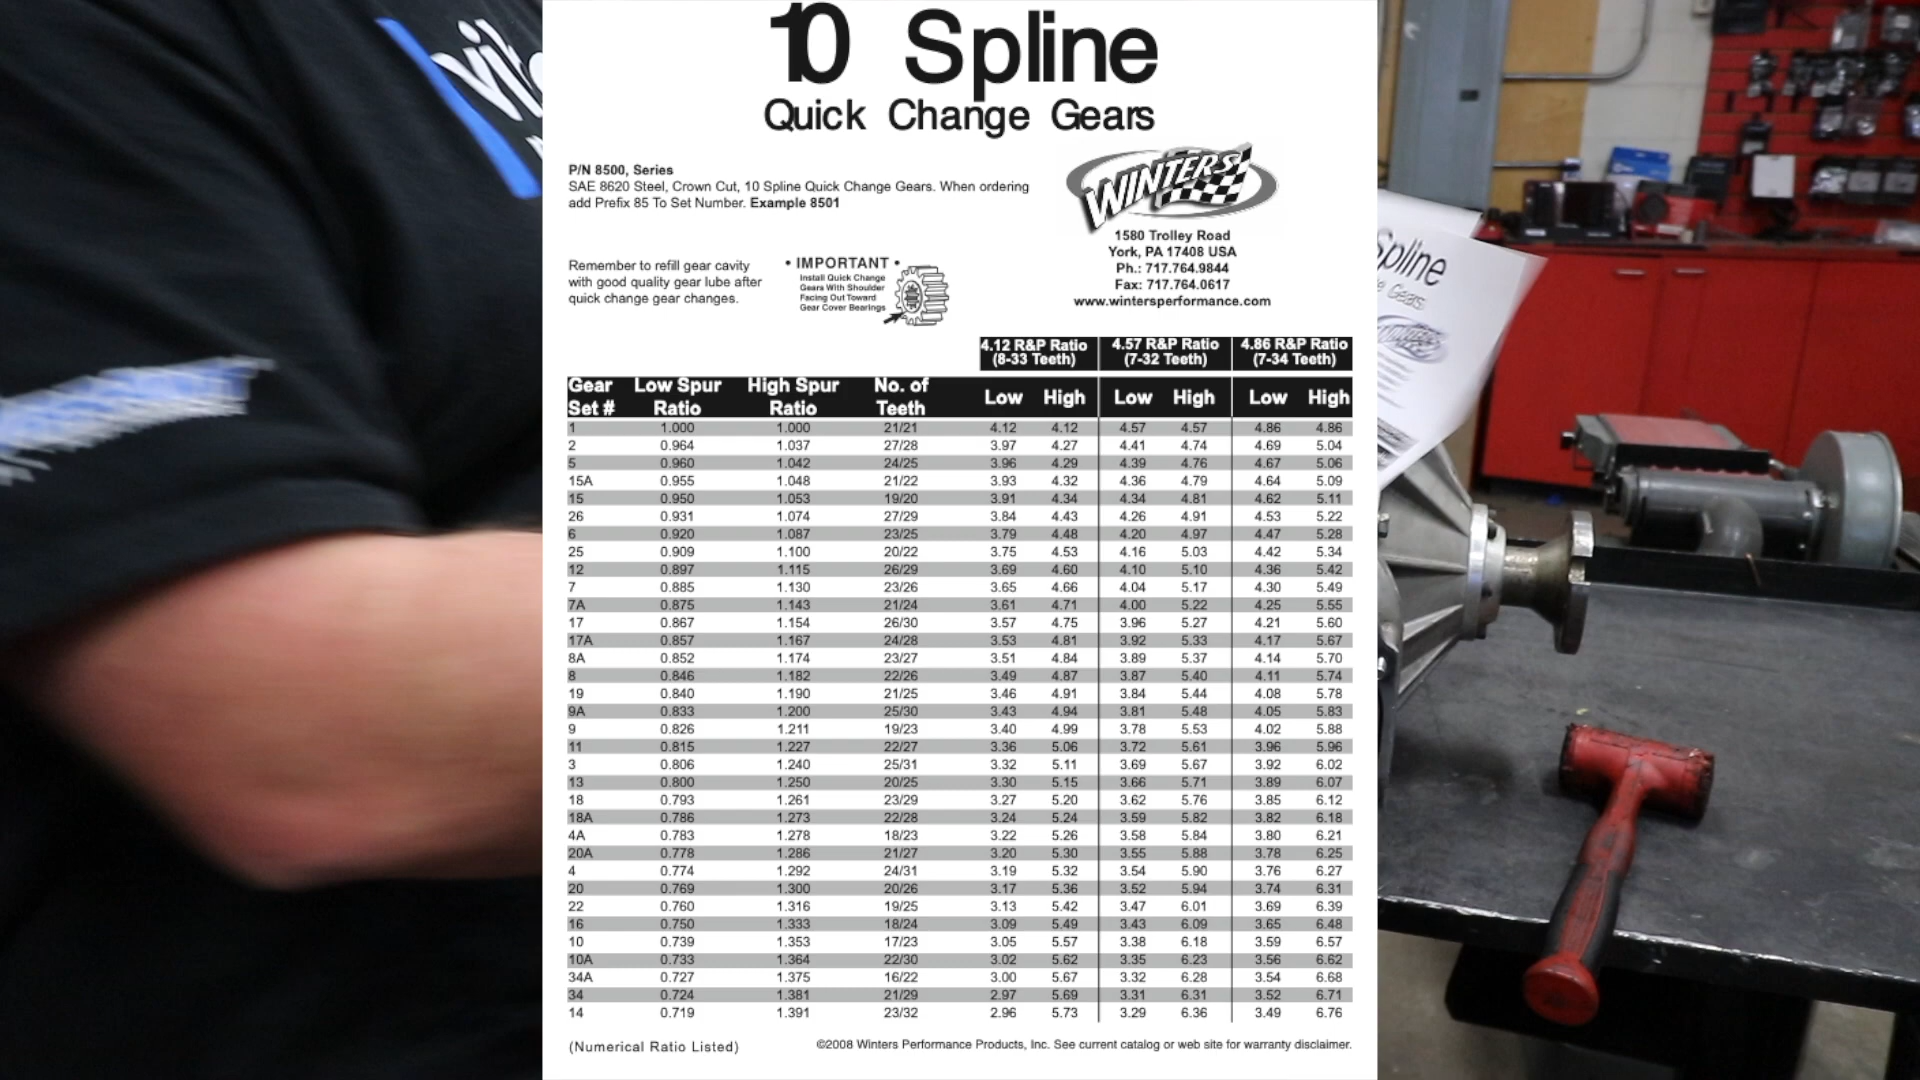 10 Spline
Quick Change Gears
WINTERS
P/N 8500, Series
SAE 8620 Steel, Crown Cut, 10 Spline Quick Change Gears. When ordering
add Prefix 85 To Set Number. Example 8501
1580 Trolley Road
York, PA 17408 USA
Ph.: 717.764.9844
Fax: 717.764.0617
www.wintersperformance.com
Remember to refill gear cavity
with good quality gear lube after
quick change gear changes.
• IMPORTANT •
Install Quick Change
Gears With Shoulder
Facing Out Toward
Gear Cover Bearings
4.12 R&P Ratio 4.57 R&P Ratio 4.86 R&P Ratio
(8-33 Teeth) (7-32 Teeth) (7-34 Teeth)
Gear Low Spur High Spur No. of
Set # Ratio Ratio Teeth Low High Low High Low High
1 1.000 1.000 21/21 4.12 4.12 4.57 4.57 4.86 4.86
2 0.964 1.037 27/28 3.97 4.27 4.41 4.74 4.69 5.04
5 0.960 1.042 24/25 3.96 4.29 4.39 4.76 4.67 5.06
15A 0.955 1.048 21/22 3.93 4.32 4.36 4.79 4.64 5.09
15 0.950 1.053 19/20 3.91 4.34 4.34 4.81 4.62 5.11
26 0.931 1.074 27/29 3.84 4.43 4.26 4.91 4.53 5.22
6 0.920 1.087 23/25 3.79 4.48 4.20 4.97 4.47 5.28
25 0.909 1.100 20/22 3.75 4.53 4.16 5.03 4.42 5.34
12 0.897 1.115 26/29 3.69 4.60 4.10 5.10 4.36 5.42
7 0.885 1.130 23/26 3.65 4.66 4.04 5.17 4.30 5.49
7A 0.875 1.143 21/24 3.61 4.71 4.00 5.22 4.25 5.55
17 0.867 1.154 26/30 3.57 4.75 3.96 5.27 4.21 5.60
17A 0.857 1.167 24/28 3.53 4.81 3.92 5.33 4.17 5.67
8A 0.852 1.174 23/27 3.51 4.84 3.89 5.37 4.14 5.70
8 0.846 1.182 22/26 3.49 4.87 3.87 5.40 4.11 5.74
19 0.840 1.190 21/25 3.46 4.91 3.84 5.44 4.08 5.78
9A 0.833 1.200 25/30 3.43 4.94 3.81 5.48 4.05 5.83
9 0.826 1.211 19/23 3.40 4.99 3.78 5.53 4.02 5.88
11 0.815 1.227 22/27 3.36 5.06 3.72 5.61 3.96 5.96
3 0.806 1.240 25/31 3.32 5.11 3.69 5.67 3.92 6.02
13 0.800 1.250 20/25 3.30 5.15 3.66 5.71 3.89 6.07
18 0.793 1.261 23/29 3.27 5.20 3.62 5.76 3.85 6.12
18A 0.786 1.273 22/28 3.24 5.24 3.59 5.82 3.82 6.18
4A 0.783 1.278 18/23 3.22 5.26 3.58 5.84 3.80 6.21
20A 0.778 1.286 21/27 3.20 5.30 3.55 5.88 3.78 6.25
4 0.774 1.292 24/31 3.19 5.32 3.54 5.90 3.76 6.27
20 0.769 1.300 20/26 3.17 5.36 3.52 5.94 3.74 6.31
22 0.760 1.316 19/25 3.13 5.42 3.47 6.01 3.69 6.39
16 0.750 1.333 18/24 3.09 5.49 3.43 6.09 3.65 6.48
10 0.739 1.353 17/23 3.05 5.57 3.38 6.18 3.59 6.57
10A 0.733 1.364 22/30 3.02 5.62 3.35 6.23 3.56 6.62
34A 0.727 1.375 16/22 3.00 5.67 3.32 6.28 3.54 6.68
34 0.724 1.381 21/29 2.97 5.69 3.31 6.31 3.52 6.71
14 0.719 1.391 23/32 2.96 5.73 3.29 6.36 3.49 6.76
(Numerical Ratio Listed)
©2008 Winters Performance Products, Inc. See current catalog or web site for warranty disclaimer.
Spline
Gears